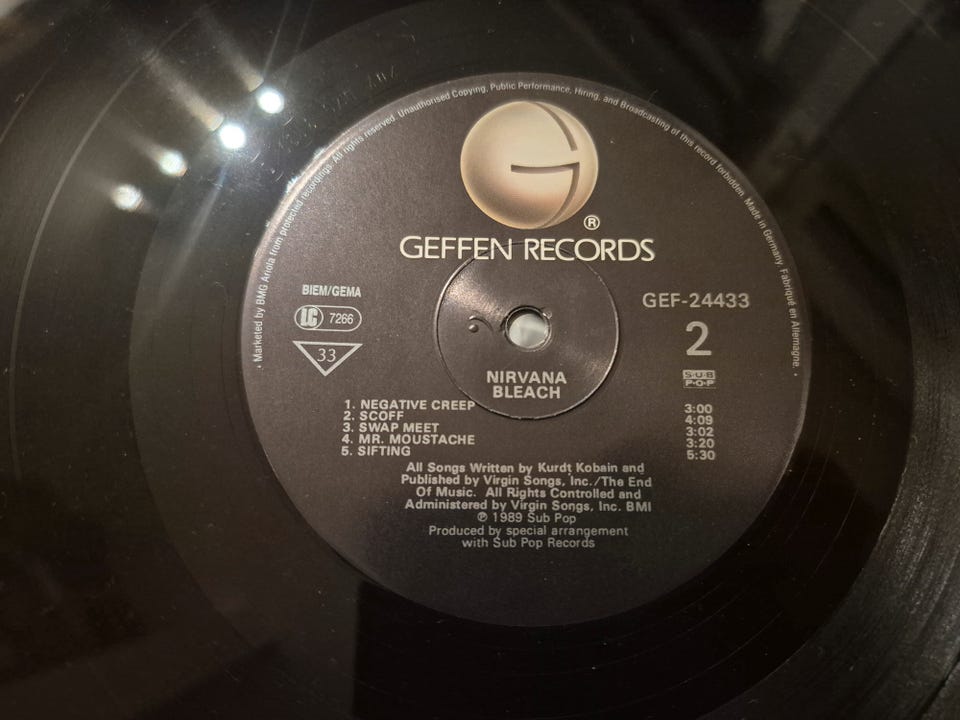 Marketed by BMG Ariola from protected recordings. All rights reserved. Unauthorised Copying, Public Performance, Hiring, and Broadcasting of this record forbidden. Made in Germany Fabriqué en Allemagne.
G
®
GEFFEN RECORDS
BIEM/GEMA
LC 7266
33
GEF-24433
2
SUB
POP
NIRVANA
BLEACH
1. NEGATIVE CREEP 3:00
2. SCOFF 4:09
3. SWAP MEET 3:02
4. MR. MOUSTACHE 3:20
5. SIFTING 5:30
All Songs Written by Kurdt Kobain and
Published by Virgin Songs, Inc./The End
Of Music. All Rights Controlled and
Administered by Virgin Songs, Inc. BMI
℗ 1989 Sub Pop
Produced by special arrangement
with Sub Pop Records